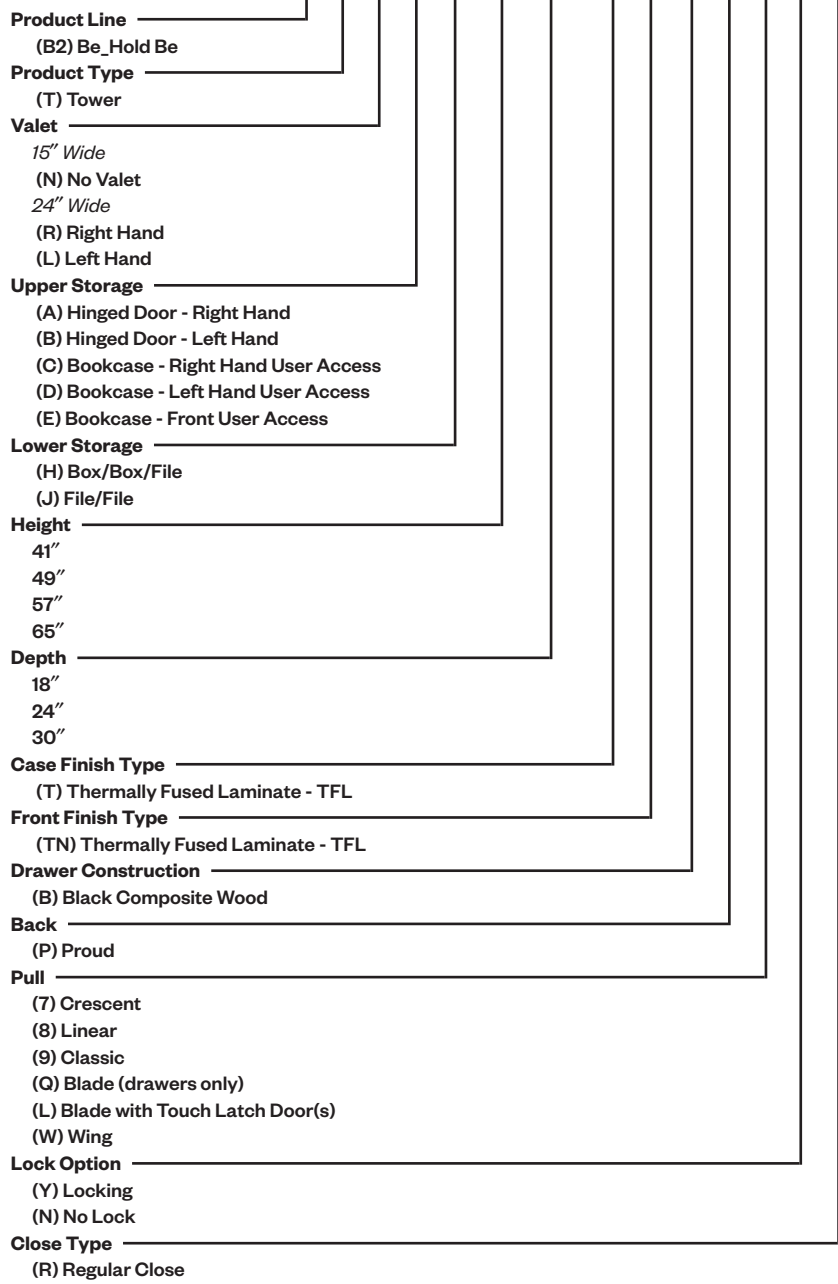 Product Line
(B2) Be_Hold Be
Product Type
(T) Tower
Valet
15″ Wide
(N) No Valet
24″ Wide
(R) Right Hand
(L) Left Hand
Upper Storage
(A) Hinged Door - Right Hand
(B) Hinged Door - Left Hand
(C) Bookcase - Right Hand User Access
(D) Bookcase - Left Hand User Access
(E) Bookcase - Front User Access
Lower Storage
(H) Box/Box/File
(J) File/File
Height
41″
49″
57″
65″
Depth
18″
24″
30″
Case Finish Type
(T) Thermally Fused Laminate - TFL
Front Finish Type
(TN) Thermally Fused Laminate - TFL
Drawer Construction
(B) Black Composite Wood
Back
(P) Proud
Pull
(7) Crescent
(8) Linear
(9) Classic
(Q) Blade (drawers only)
(L) Blade with Touch Latch Door(s)
(W) Wing
Lock Option
(Y) Locking
(N) No Lock
Close Type
(R) Regular Close